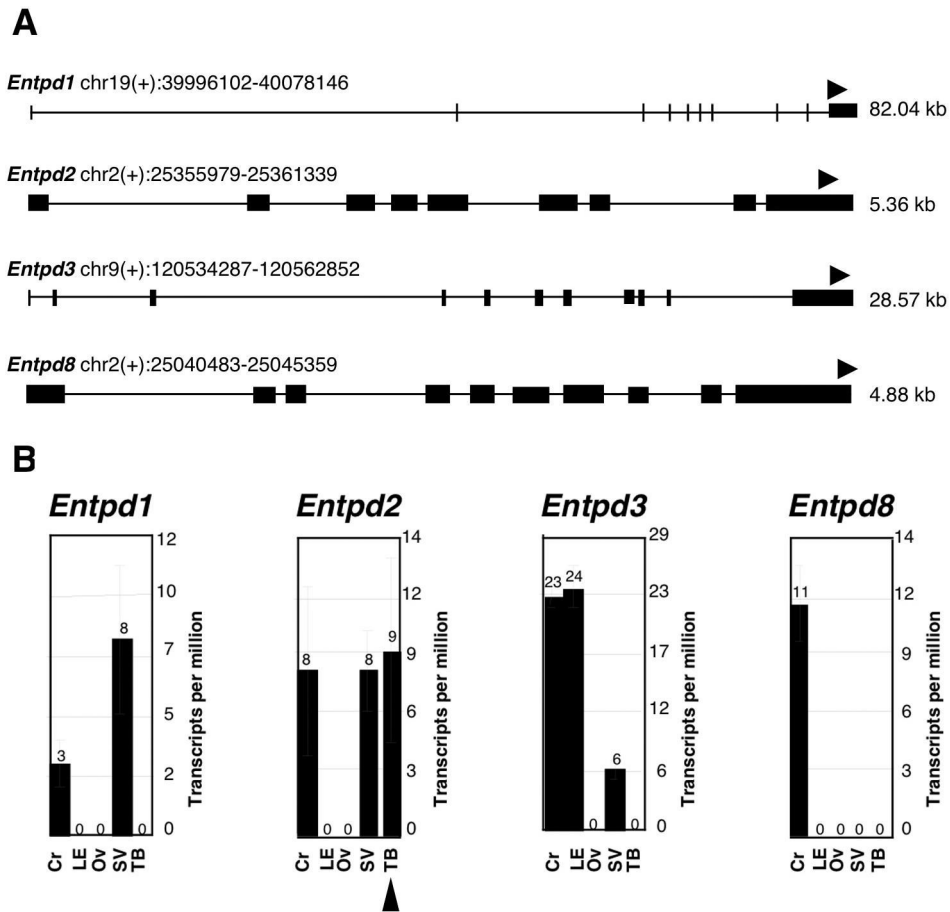 A
Entpd1 chr19(+):39996102-40078146
82.04 kb
Entpd2 chr2(+):25355979-25361339
5.36 kb
Entpd3 chr9(+):120534287-120562852
28.57 kb
Entpd8 chr2(+):25040483-25045359
4.88 kb
B
Entpd1
12
10
7
5
2
0
3
0
0
8
0
Transcripts per million
Cr
LE
Ov
SV
TB
Entpd2
14
12
9
6
3
0
8
0
0
8
9
Transcripts per million
Cr
LE
Ov
SV
TB
Entpd3
29
23
17
12
6
0
23
24
0
6
0
Transcripts per million
Cr
LE
Ov
SV
TB
Entpd8
14
12
9
6
3
0
11
0
0
0
0
Transcripts per million
Cr
LE
Ov
SV
TB